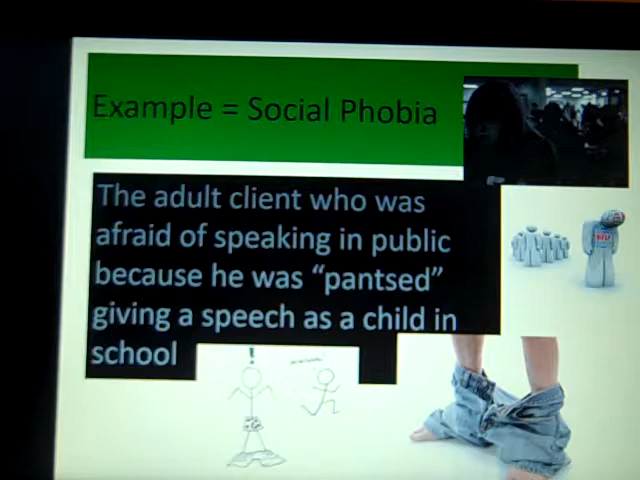 Example = Social Phobia
The adult client who was
afraid of speaking in public
because he was “pantsed”
giving a speech as a child in
school
!